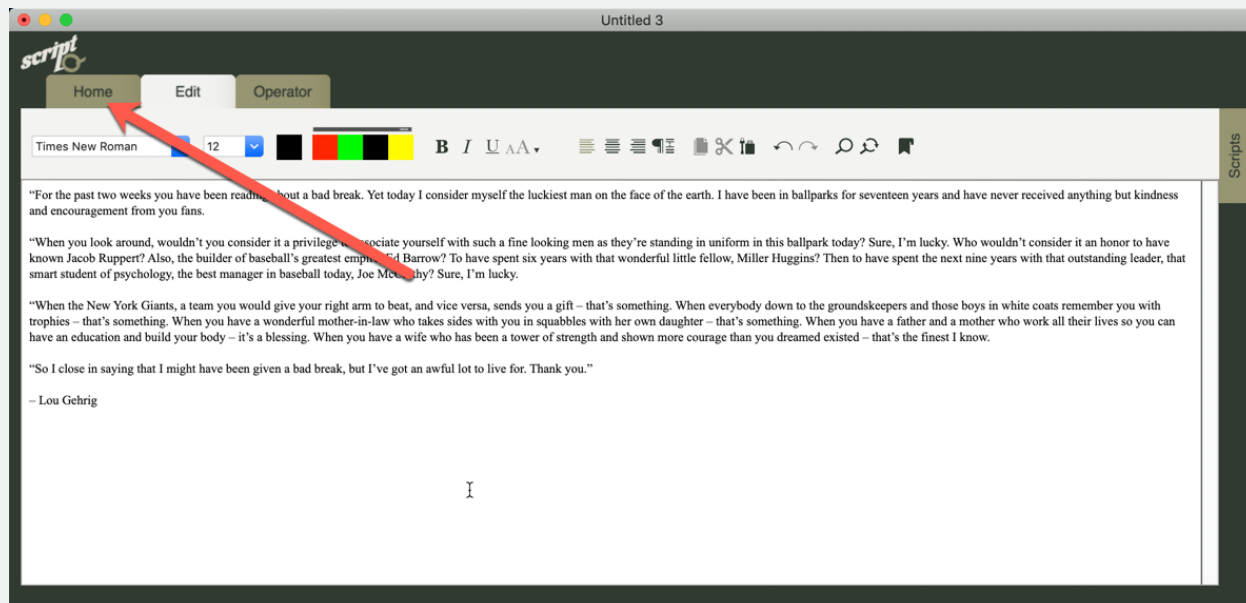 Untitled 3
script
Home Edit Operator
Times New Roman 12 B I U AA
Scripts
“For the past two weeks you have been reading about a bad break. Yet today I consider myself the luckiest man on the face of the earth. I have been in ballparks for seventeen years and have never received anything but kindness
and encouragement from you fans.
“When you look around, wouldn’t you consider it a privilege to associate yourself with such a fine looking men as they’re standing in uniform in this ballpark today? Sure, I’m lucky. Who wouldn’t consider it an honor to have
known Jacob Ruppert? Also, the builder of baseball’s greatest empire, Ed Barrow? To have spent six years with that wonderful little fellow, Miller Huggins? Then to have spent the next nine years with that outstanding leader, that
smart student of psychology, the best manager in baseball today, Joe McCarthy? Sure, I’m lucky.
“When the New York Giants, a team you would give your right arm to beat, and vice versa, sends you a gift – that’s something. When everybody down to the groundskeepers and those boys in white coats remember you with
trophies – that’s something. When you have a wonderful mother-in-law who takes sides with you in squabbles with her own daughter – that’s something. When you have a father and a mother who work all their lives so you can
have an education and build your body – it’s a blessing. When you have a wife who has been a tower of strength and shown more courage than you dreamed existed – that’s the finest I know.
“So I close in saying that I might have been given a bad break, but I’ve got an awful lot to live for. Thank you.”
– Lou Gehrig